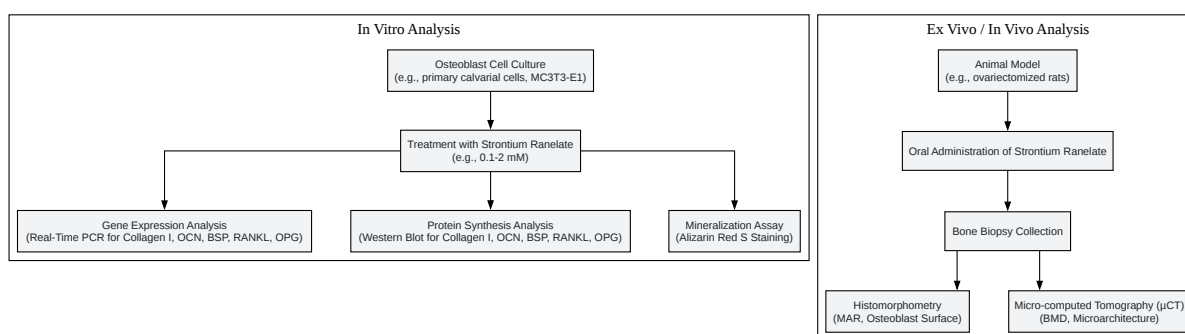 In Vitro Analysis
Osteoblast Cell Culture
(e.g., primary calvarial cells, MC3T3-E1)
Treatment with Strontium Ranelate
(e.g., 0.1-2 mM)
Gene Expression Analysis
(Real-Time PCR for Collagen I, OCN, BSP, RANKL, OPG)
Protein Synthesis Analysis
(Western Blot for Collagen I, OCN, BSP, RANKL, OPG)
Mineralization Assay
(Alizarin Red S Staining)
Ex Vivo / In Vivo Analysis
Animal Model
(e.g., ovariectomized rats)
Oral Administration of Strontium Ranelate
Bone Biopsy Collection
Histomorphometry
(MAR, Osteoblast Surface)
Micro-computed Tomography (μCT)
(BMD, Microarchitecture)